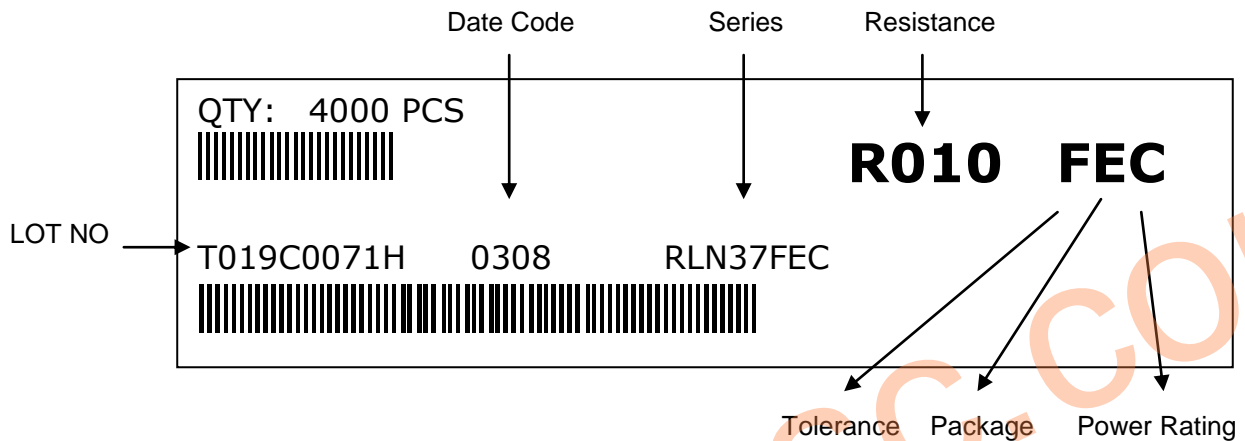 Date Code Series Resistance
QTY: 4000 PCS
R010 FEC
LOT NO
T019C0071H 0308 RLN37FEC
Tolerance Package Power Rating